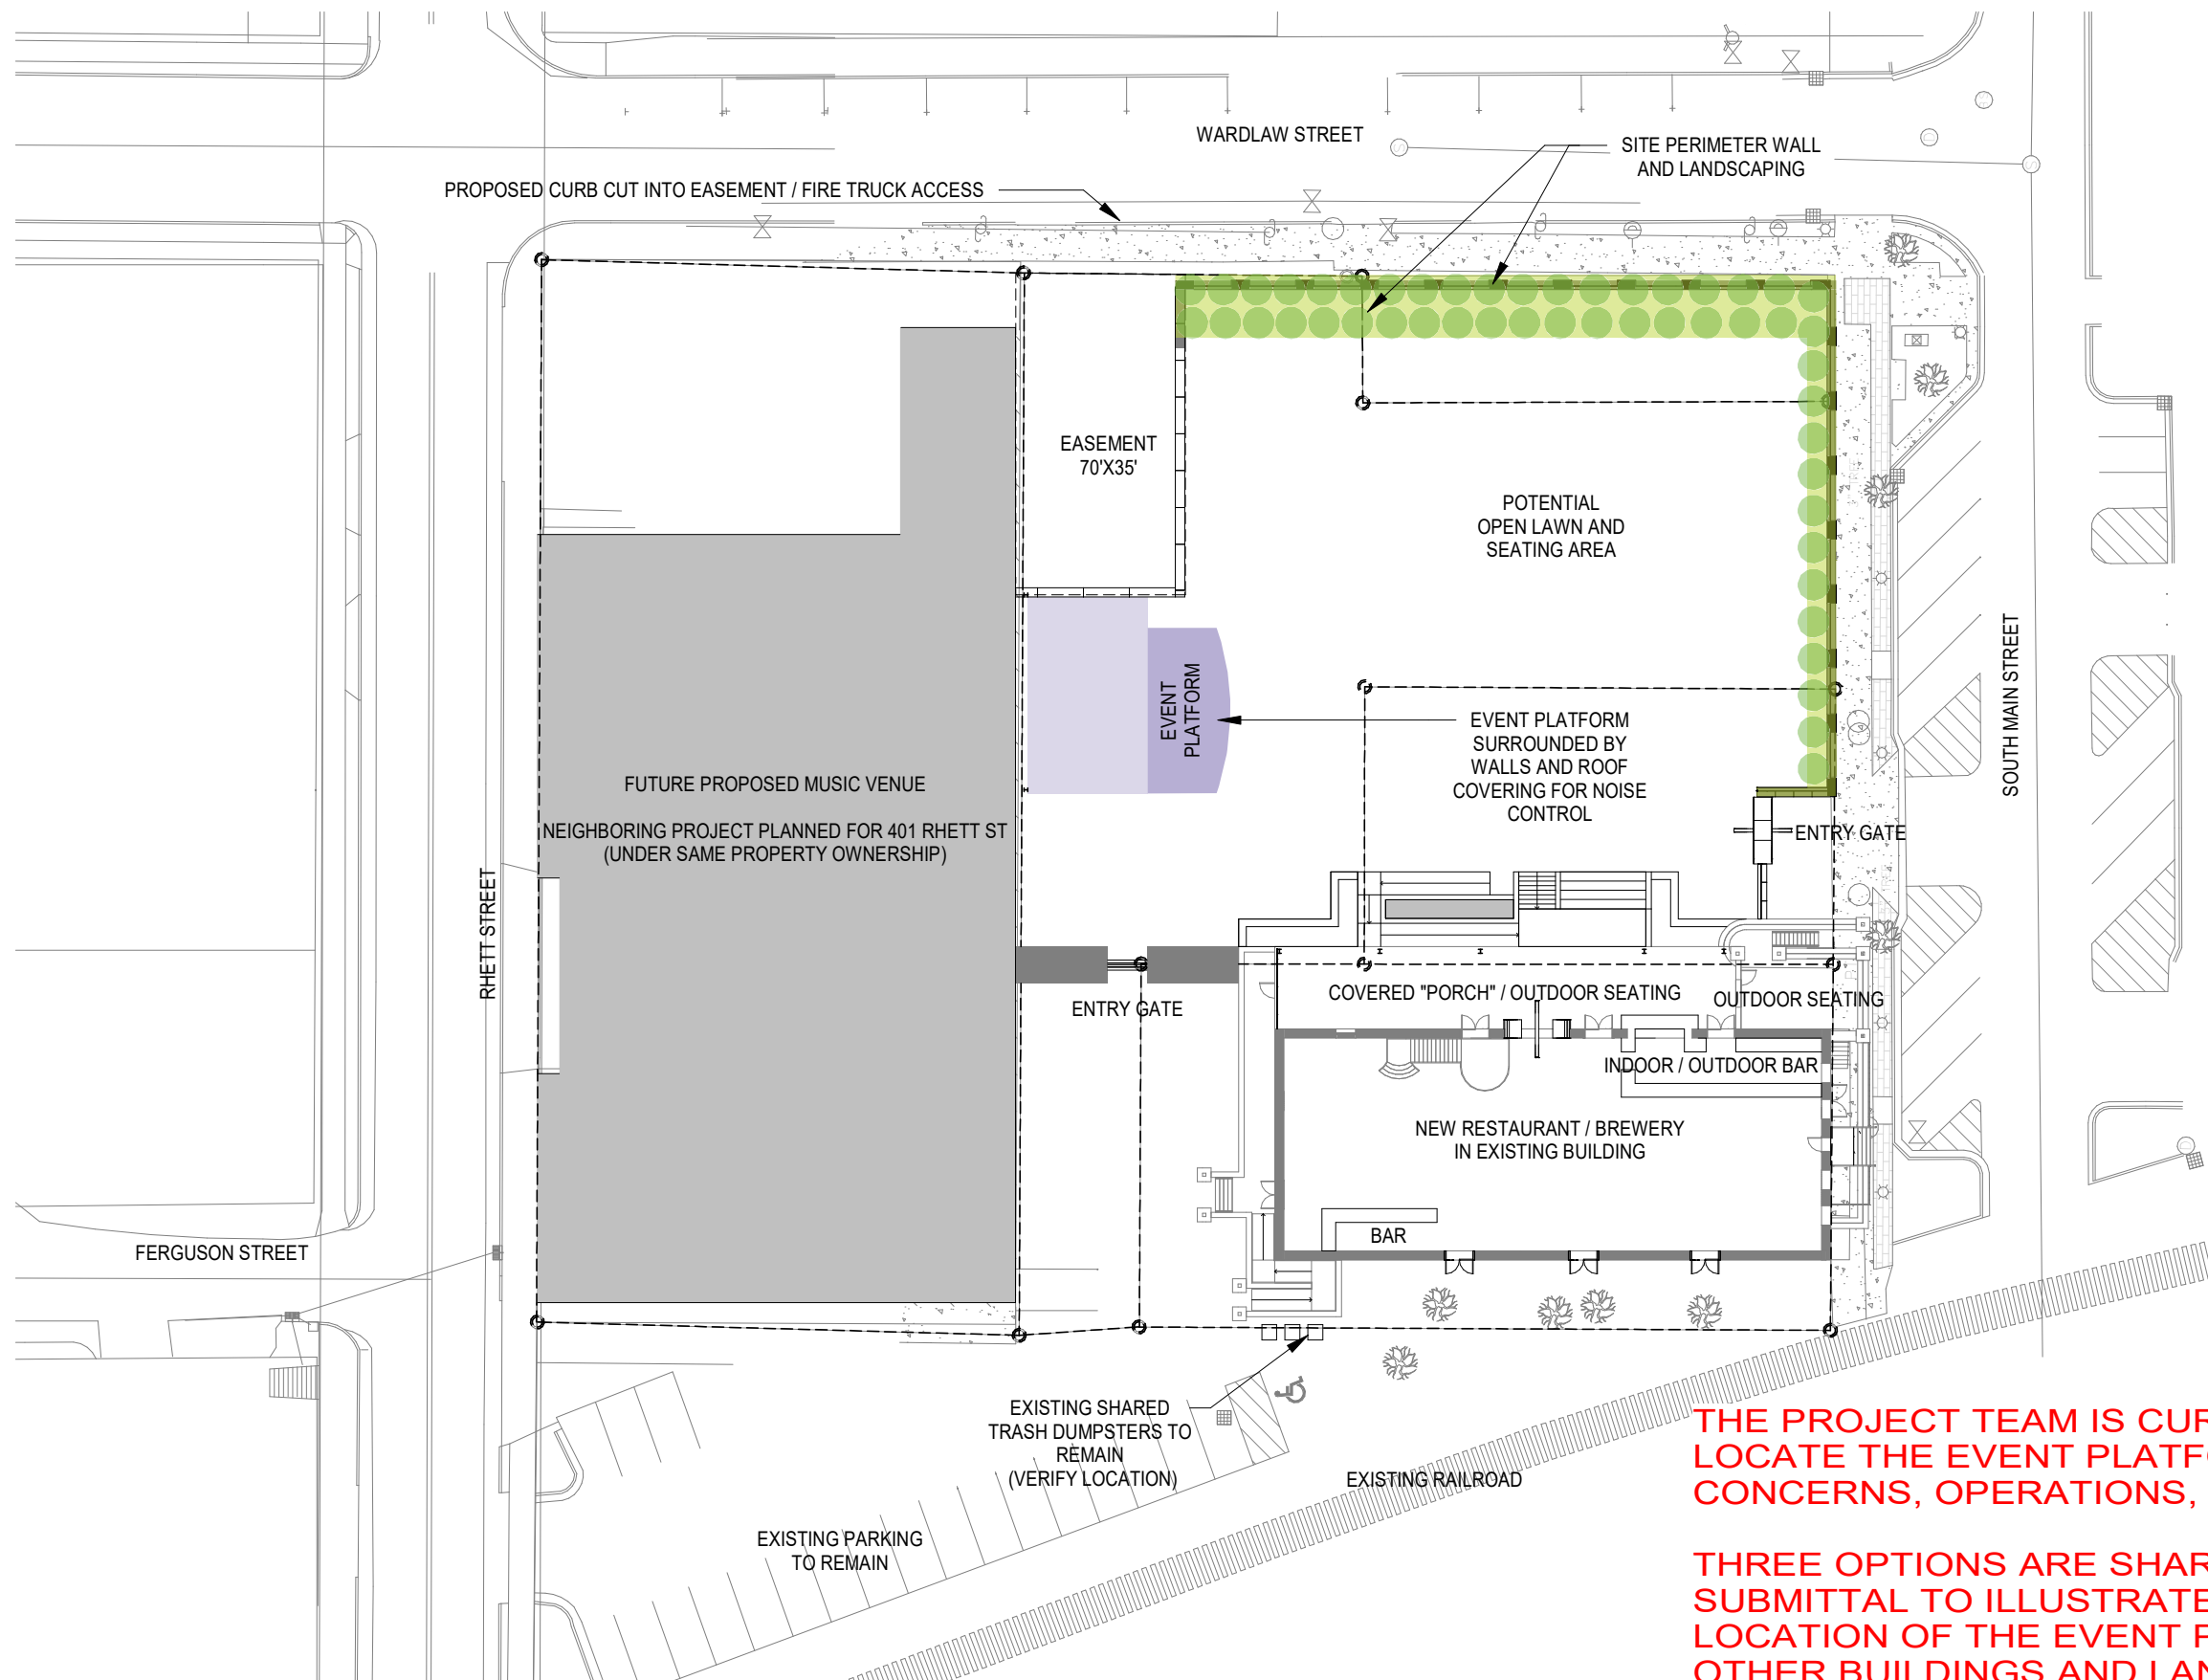 WARDLAW STREET
SITE PERIMETER WALL
AND LANDSCAPING
PROPOSED CURB CUT INTO EASEMENT / FIRE TRUCK ACCESS
EASEMENT
70'X35'
POTENTIAL
OPEN LAWN AND
SEATING AREA
EVENT
PLATFORM
EVENT PLATFORM
SURROUNDED BY
WALLS AND ROOF
COVERING FOR NOISE
CONTROL
SOUTH MAIN STREET
FUTURE PROPOSED MUSIC VENUE
NEIGHBORING PROJECT PLANNED FOR 401 RHETT ST
(UNDER SAME PROPERTY OWNERSHIP)
ENTRY GATE
RHETT STREET
COVERED "PORCH" / OUTDOOR SEATING
OUTDOOR SEATING
ENTRY GATE
INDOOR / OUTDOOR BAR
NEW RESTAURANT / BREWERY
IN EXISTING BUILDING
BAR
FERGUSON STREET
EXISTING SHARED
TRASH DUMPSTERS TO
REMAIN
(VERIFY LOCATION)
EXISTING RAILROAD
EXISTING PARKING
TO REMAIN
THE PROJECT TEAM IS CUR
LOCATE THE EVENT PLATF
CONCERNS, OPERATIONS,
THREE OPTIONS ARE SHAR
SUBMITTAL TO ILLUSTRATE
LOCATION OF THE EVENT P
OTHER BUILDINGS AND LAN